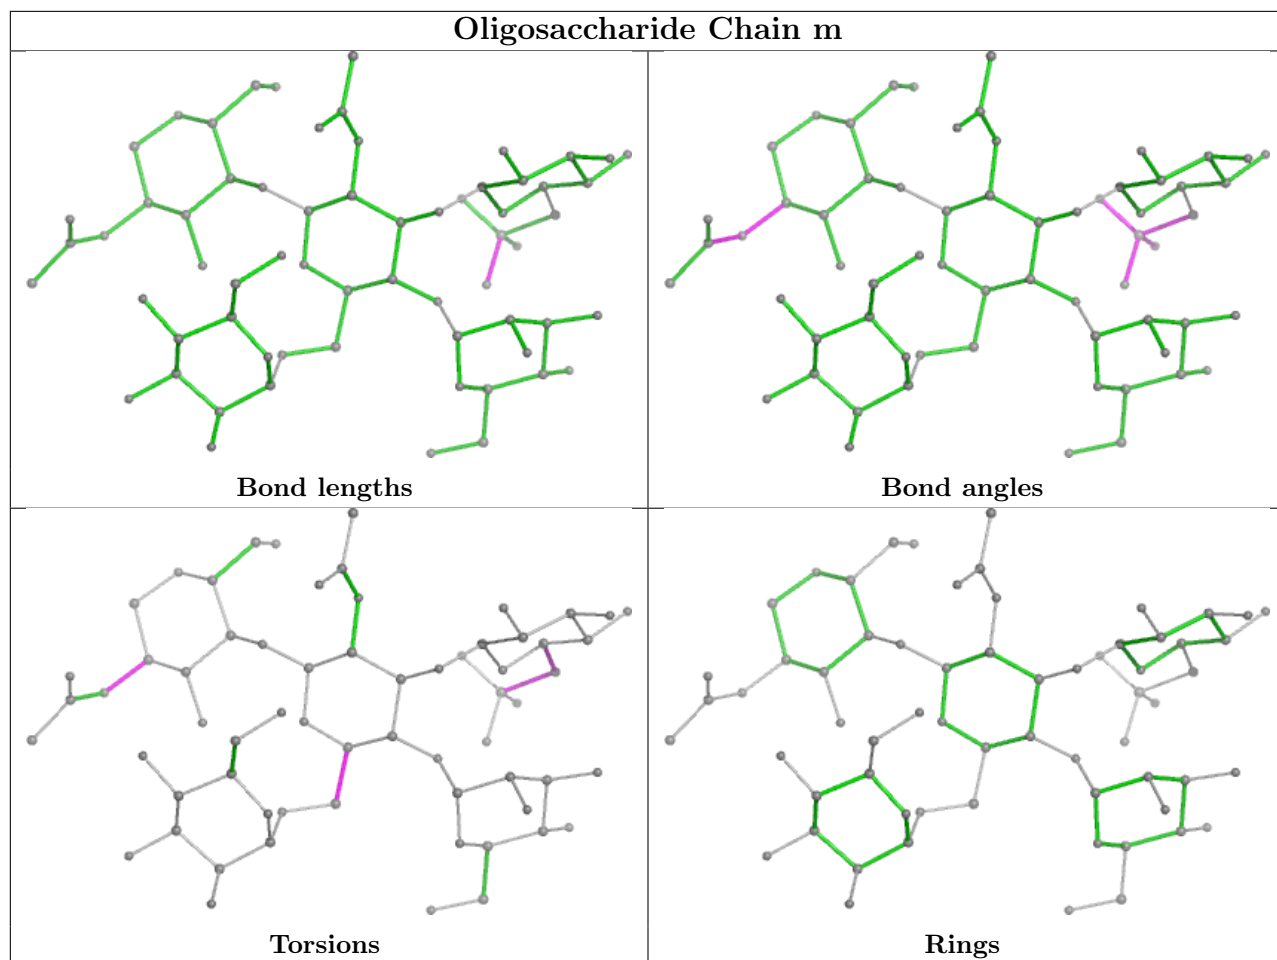 Oligosaccharide Chain m
Bond lengths
Bond angles
Torsions
Rings